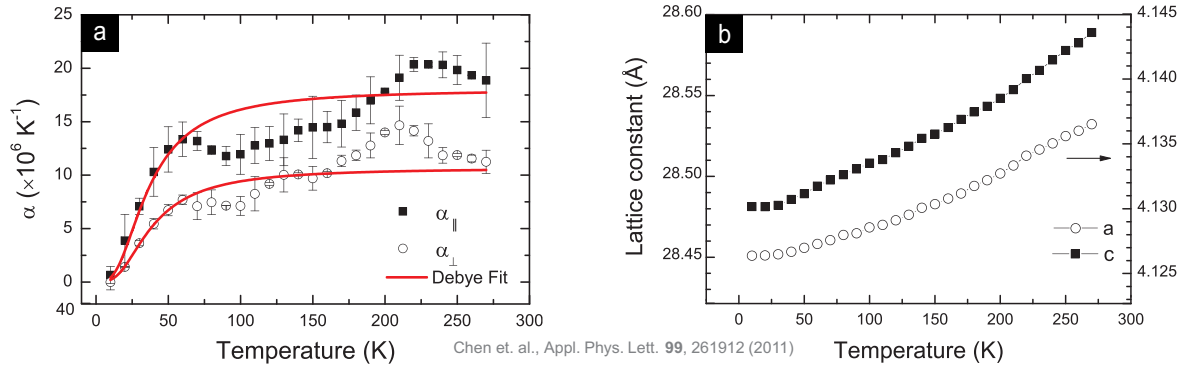 a
25
20
15
10
5
0
40
α (×10⁶ K⁻¹)
α∥
α⊥
Debye Fit
0 50 100 150 200 250 300
Temperature (K)
b
28.60
28.55
28.50
28.45
Lattice constant (Å)
4.145
4.140
4.135
4.130
4.125
a
c
0 50 100 150 200 250 300
Temperature (K)
Chen et. al., Appl. Phys. Lett. 99, 261912 (2011)